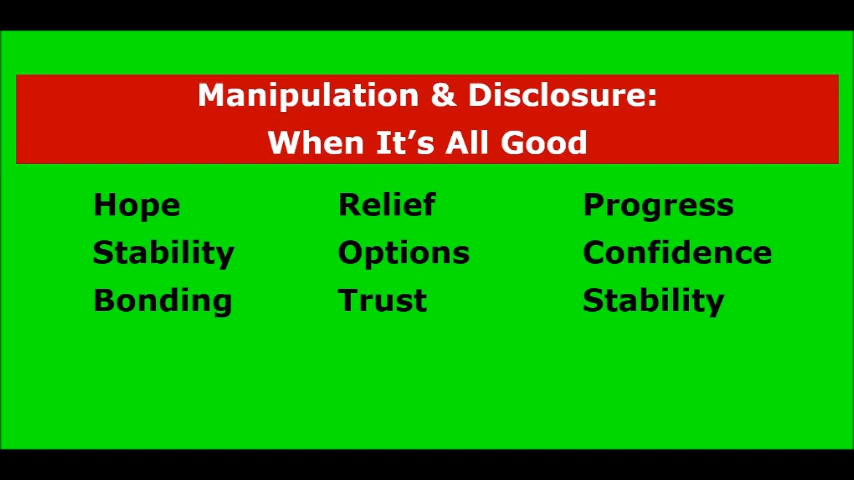 Manipulation & Disclosure:
When It’s All Good
Hope Relief Progress
Stability Options Confidence
Bonding Trust Stability